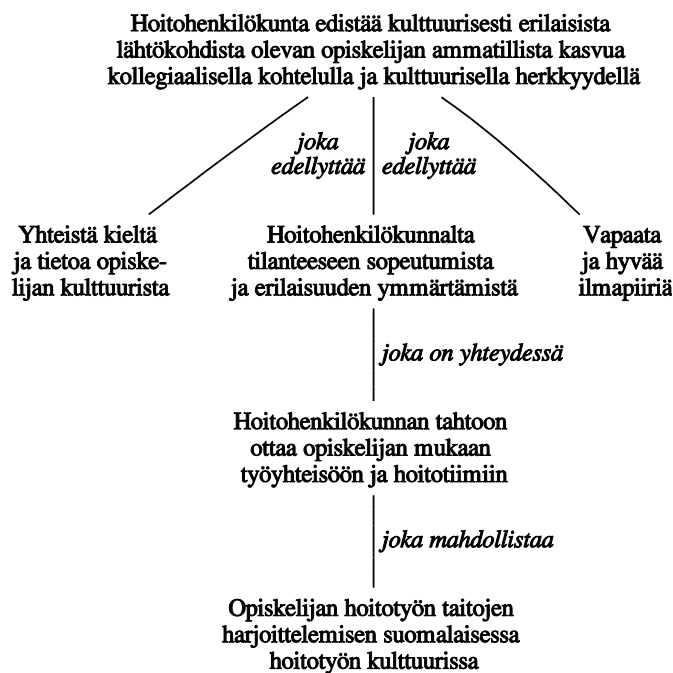 Hoitohenkilökunta edistää kulttuurisesti erilaisista
lähtökohdista olevan opiskelijan ammatillista kasvua
kollegiaalisella kohtelulla ja kulttuurisella herkkyydellä
joka
edellyttää
joka
edellyttää
Yhteistä kieltä
ja tietoa opiske-
lijan kulttuurista
Hoitohenkilökunnalta
tilanteeseen sopeutumista
ja erilaisuuden ymmärtämistä
Vapaata
ja hyvää
ilmapiiriä
joka on yhteydessä
Hoitohenkilökunnan tahtoon
ottaa opiskelijan mukaan
työyhteisöön ja hoitotiimiin
joka mahdollistaa
Opiskelijan hoitotyön taitojen
harjoittelemisen suomalaisessa
hoitotyön kulttuurissa